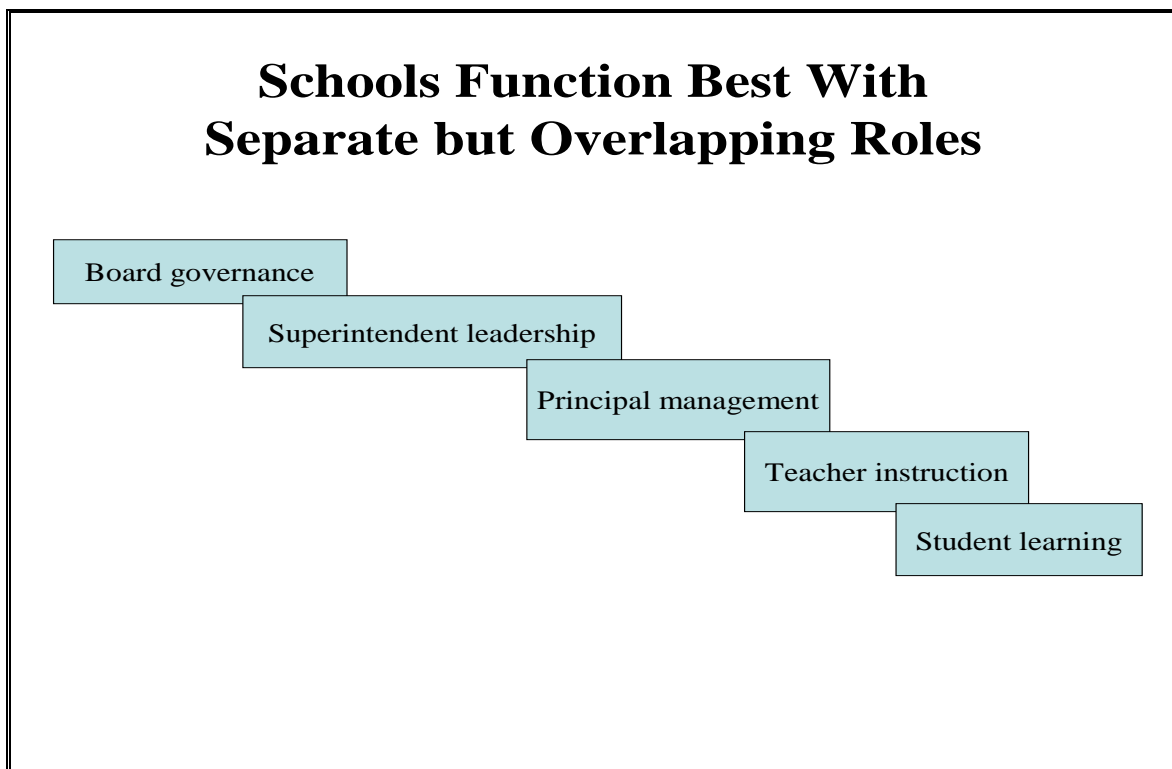 Schools Function Best With
Separate but Overlapping Roles
Board governance
Superintendent leadership
Principal management
Teacher instruction
Student learning